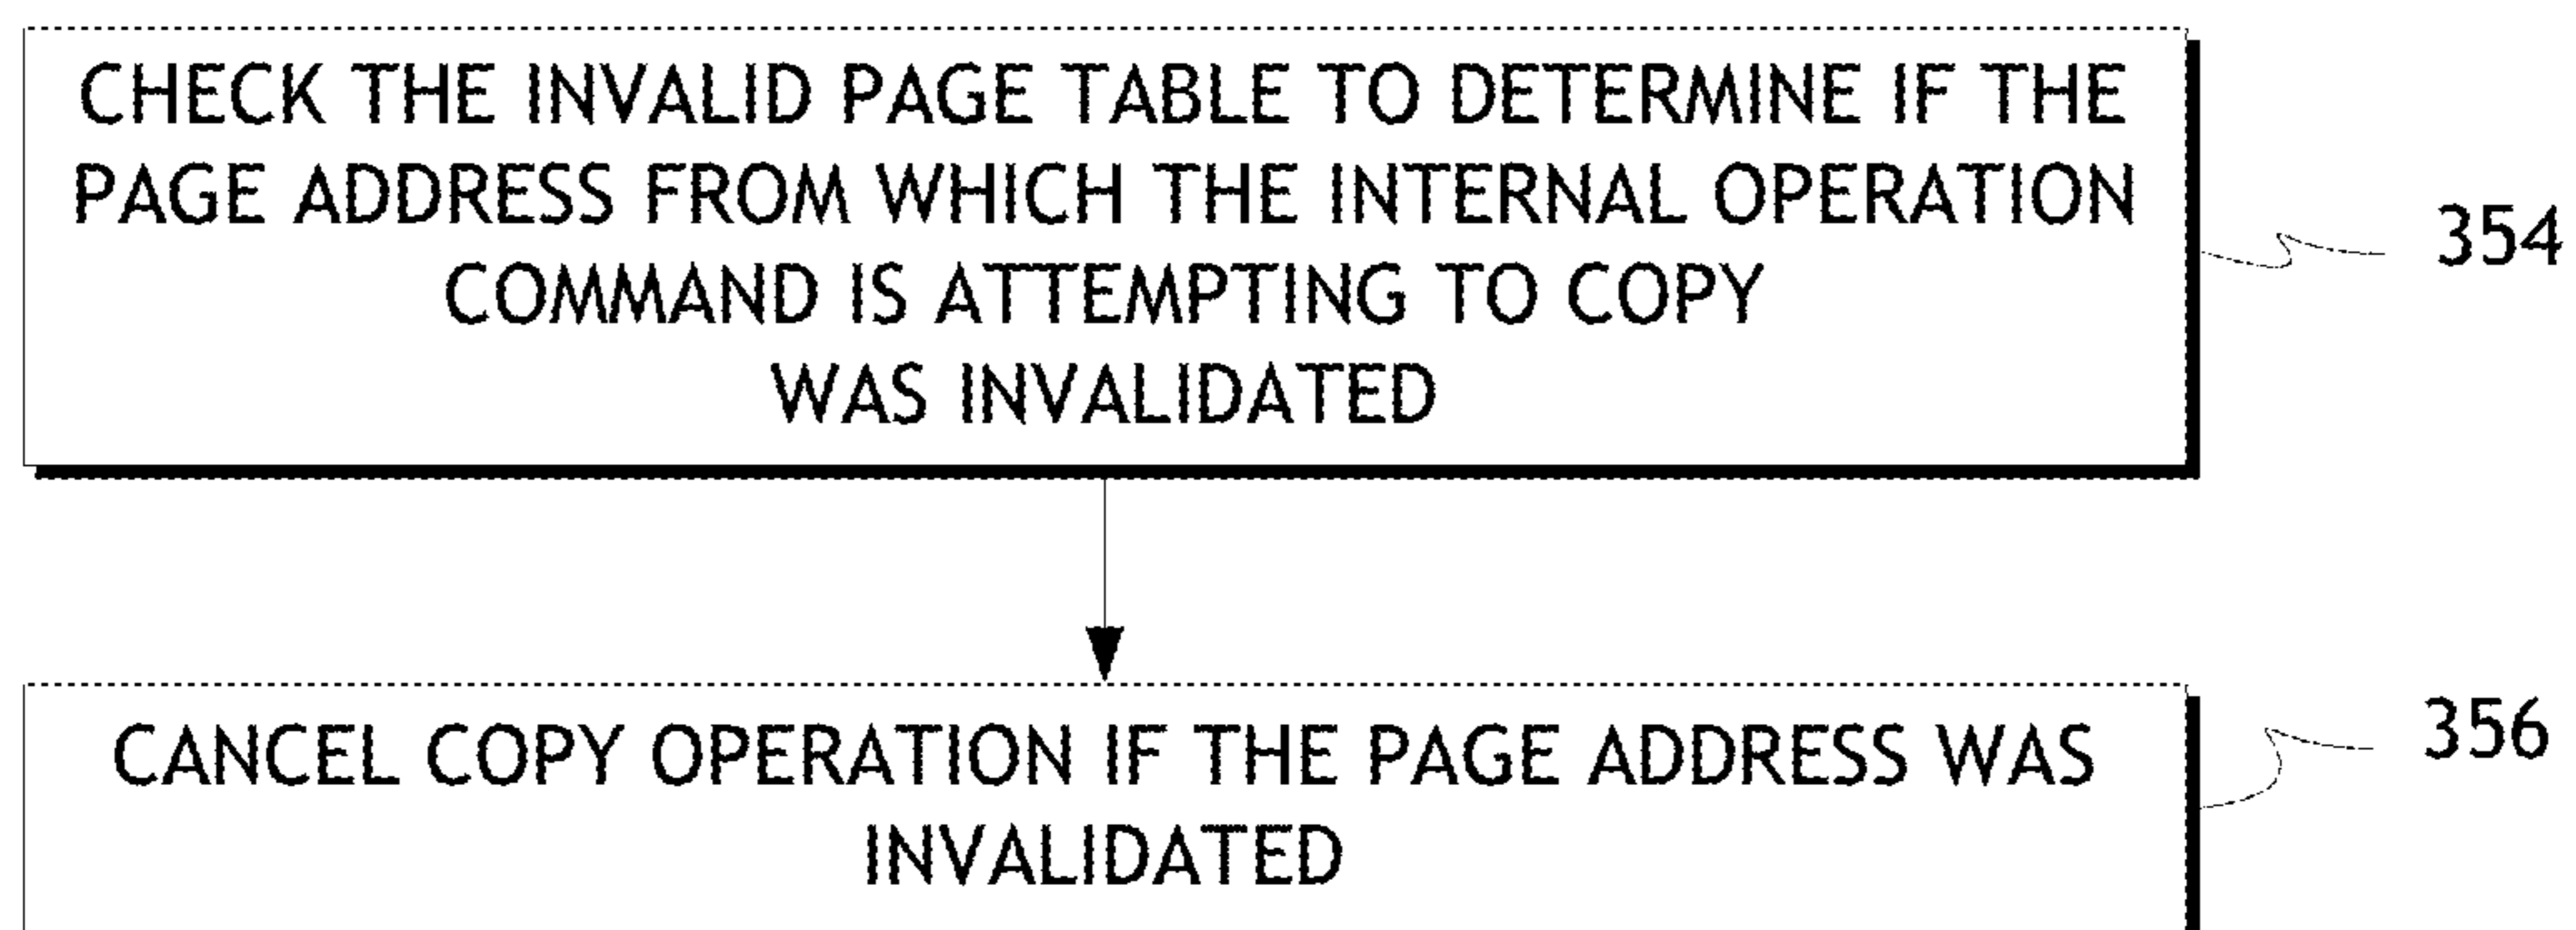 CHECK THE INVALID PAGE TABLE TO DETERMINE IF THE
PAGE ADDRESS FROM WHICH THE INTERNAL OPERATION
COMMAND IS ATTEMPTING TO COPY
WAS INVALIDATED
354
CANCEL COPY OPERATION IF THE PAGE ADDRESS WAS
INVALIDATED
356